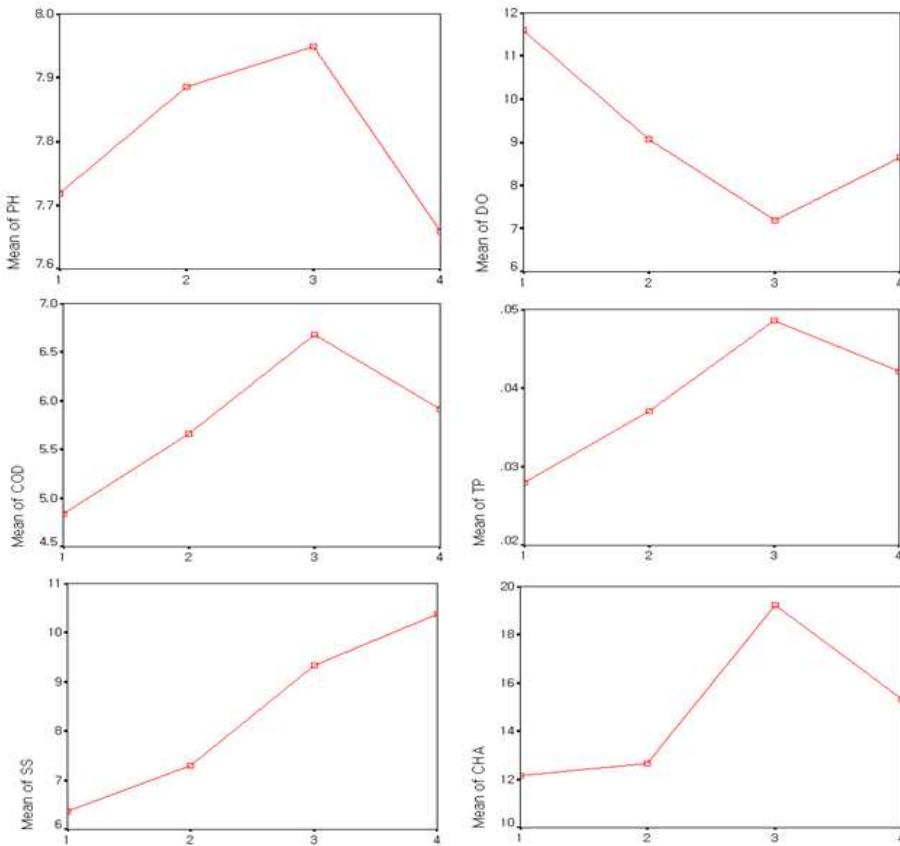 Mean of PH
8.0
7.9
7.8
7.7
7.6
1 2 3 4
Mean of DO
12
11
10
9
8
7
6
1 2 3 4
Mean of COD
7.0
6.5
6.0
5.5
5.0
4.5
1 2 3 4
Mean of TP
.05
.04
.03
.02
1 2 3 4
Mean of SS
11
10
9
8
7
6
1 2 3 4
Mean of CHA
20
18
16
14
12
10
1 2 3 4